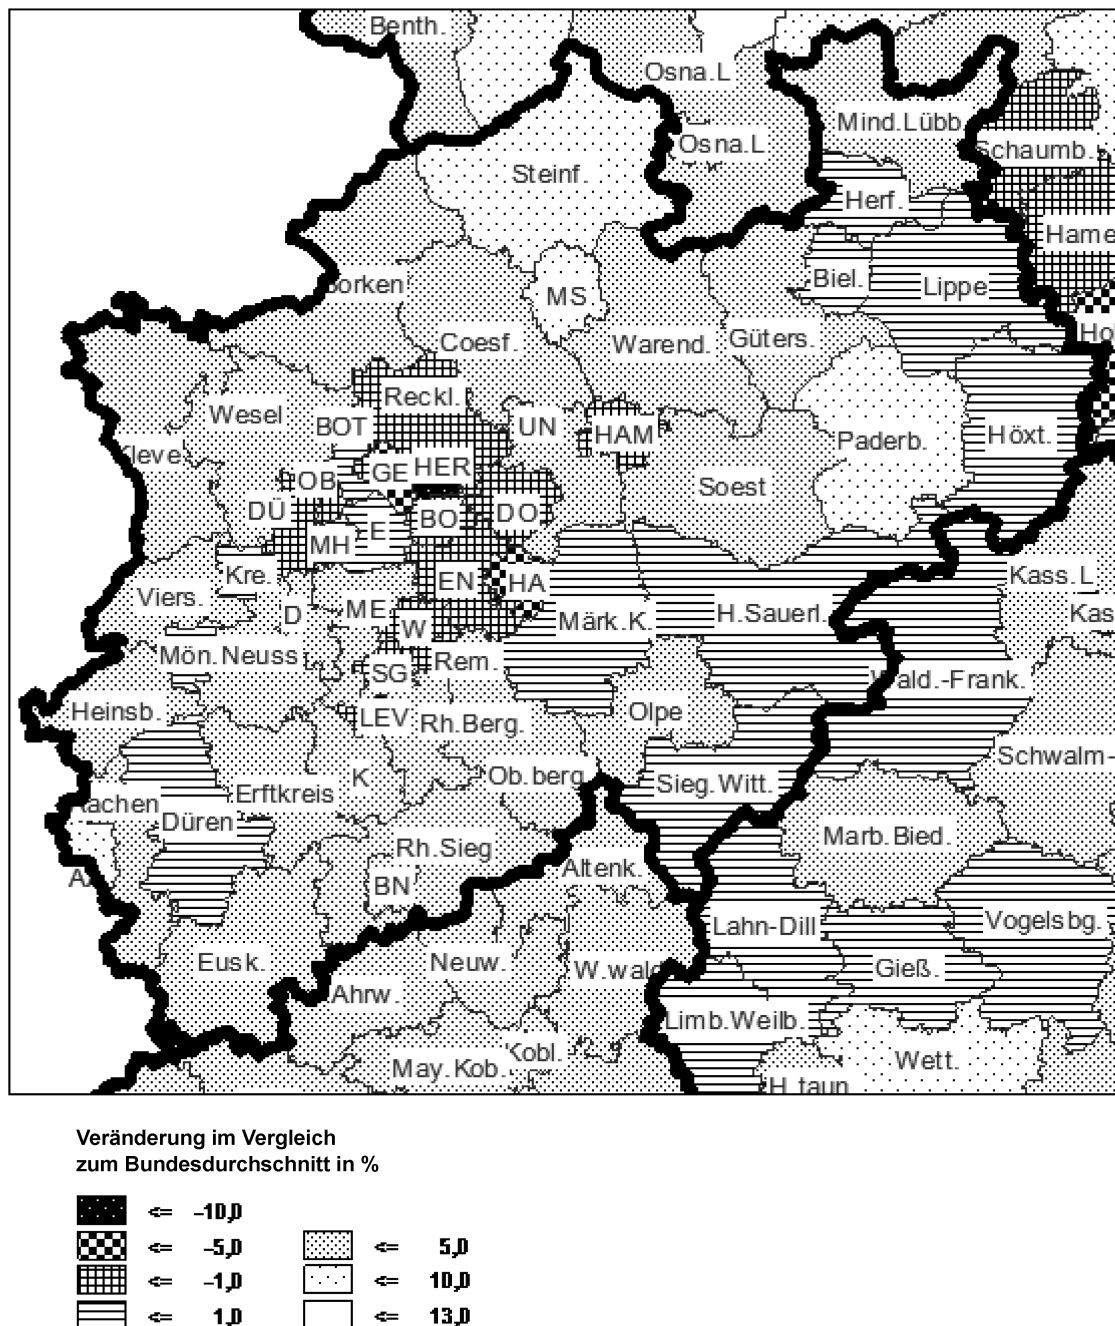 Benth.
Osna.L
Mind.Lübb
Osna.L
Schaumb.
Steinf.
Herf.
Hame
Borken
MS
Biel.
Lippe
Coesf.
Warend.
Güters.
Ho
Reckl.
Wesel
BOT
UN
HAM
Paderb.
Höxt.
Kleve
GE HER
OB
Soest
DÜ
BO
DO
E
MH
Kre.
EN
HA
Kass.L
Viers.
D
ME
Kas
W
Märk.K.
H.Sauerl.
Mön. Neuss
SG
Rem.
Wald.-Frank.
Heinsb.
LEV
Rh.Berg.
Olpe
Schwalm-
K
Ob.berg
Sieg.Witt.
Aachen
Erftkreis
Düren
Marb.Bied.
Rh.Sieg
Altenk.
BN
Lahn-Dill
Vogelsbg.
Eusk.
Neuw.
W.wald
Gieß.
Ahrw.
Limb.Weilb.
Kobl.
May.Kob.
Wett.
H.taun
Veränderung im Vergleich
zum Bundesdurchschnitt in %
<= -10,0
<= -5,0 <= 5,0
<= -1,0 <= 10,0
<= 1,0 <= 13,0